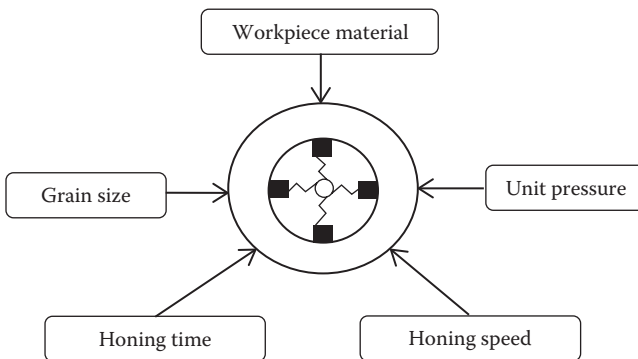 Workpiece material
Grain size
Unit pressure
Honing time
Honing speed